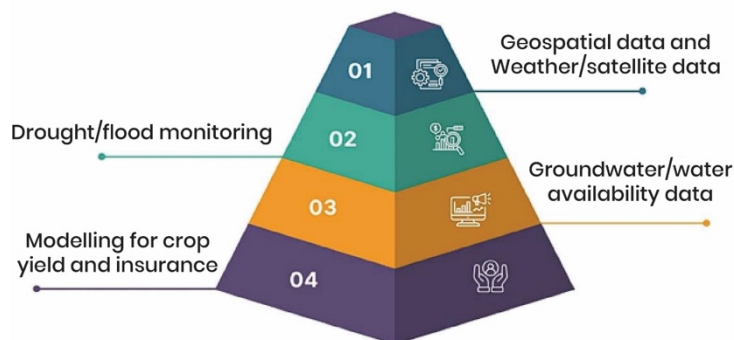 01
Geospatial data and
Weather/satellite data
02
Drought/flood monitoring
03
Groundwater/water
availability data
04
Modelling for crop
yield and insurance